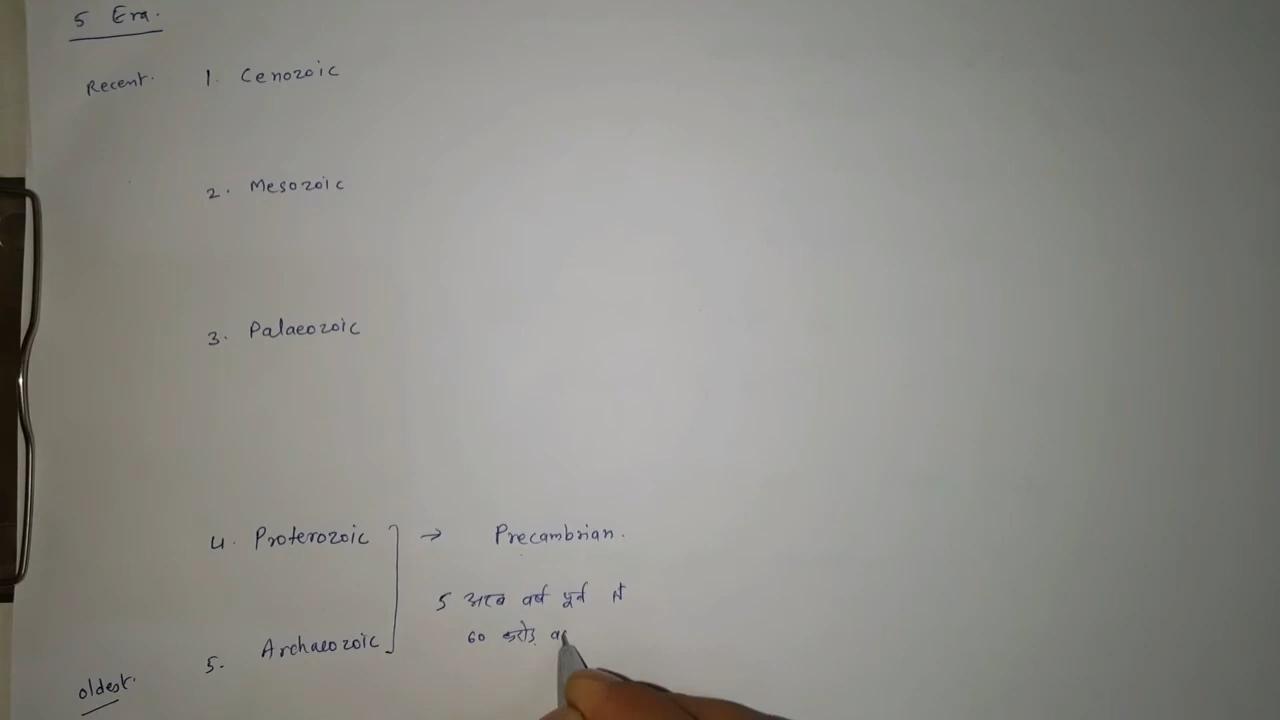 5 Era.
Recent. 1. Cenozoic
2. Mesozoic
3. Palaeozoic
4. Proterozoic → Precambrian.
5 अरब वर्ष पूर्व से
60 करोड़ व
5. Archaeozoic
oldest.